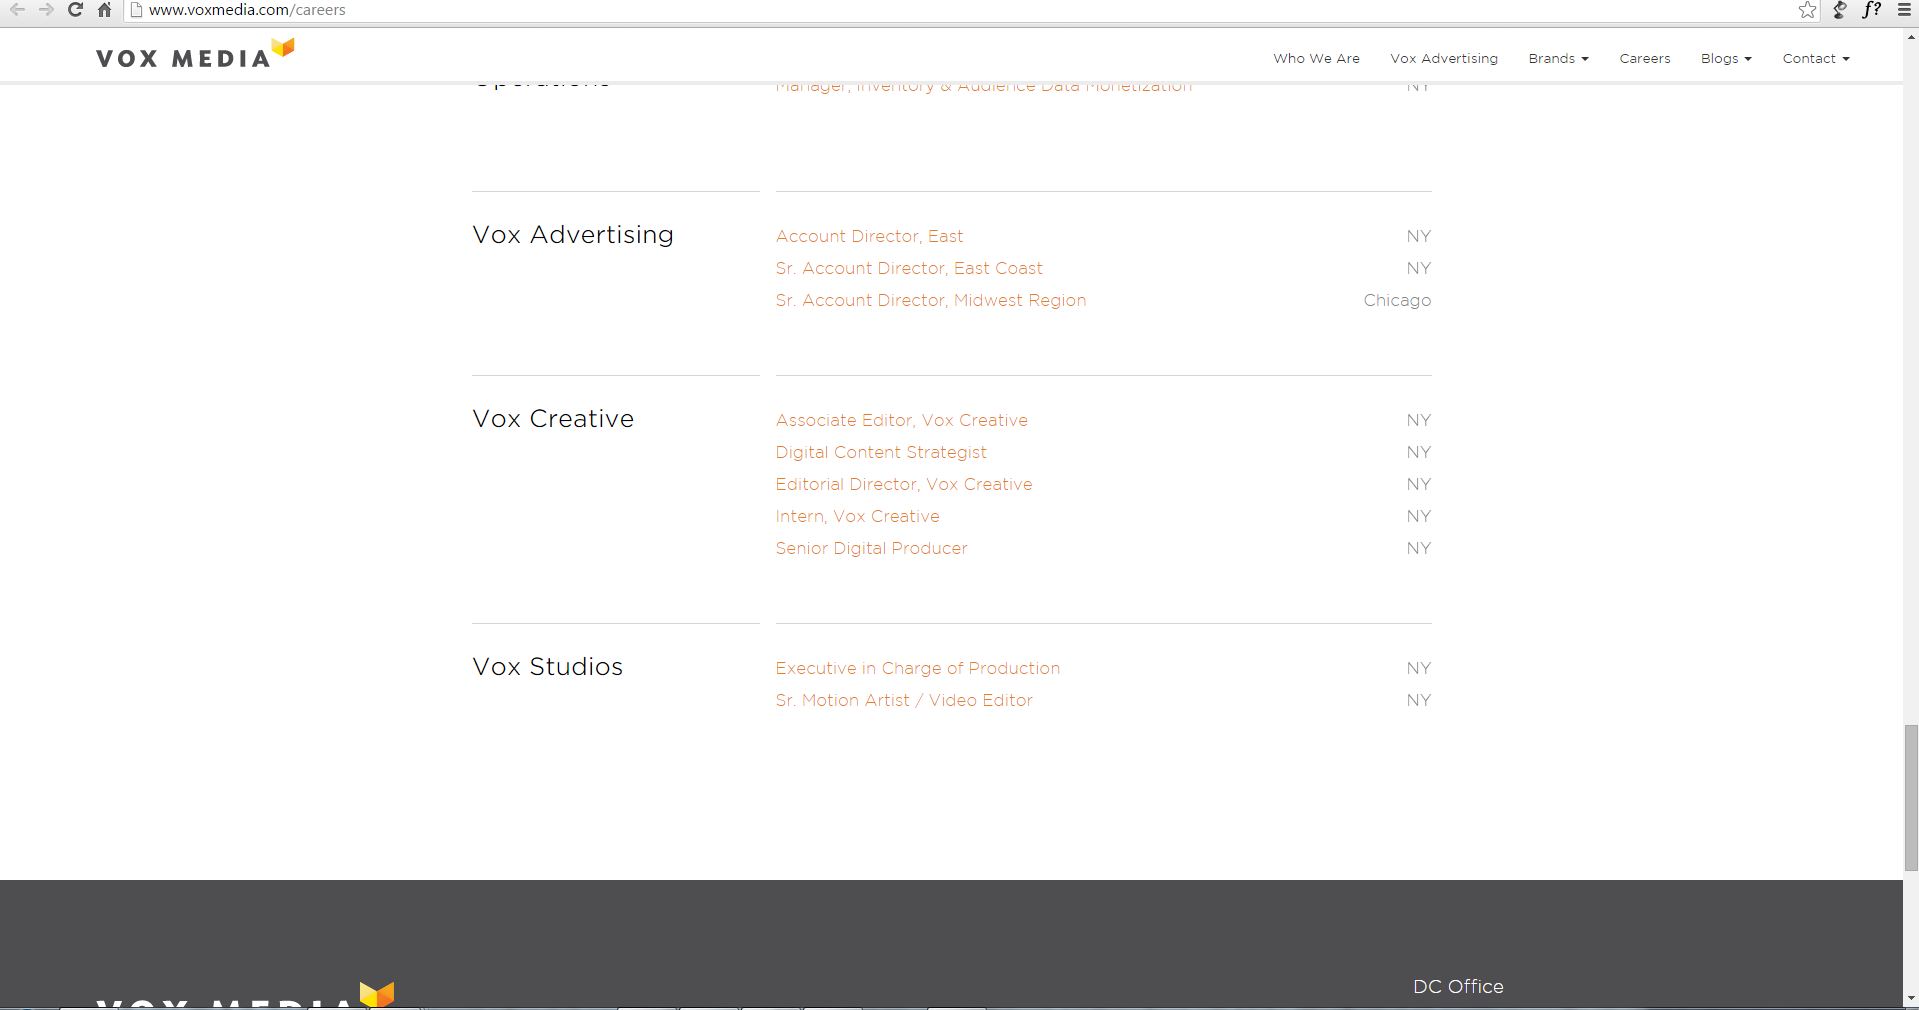 www.voxmedia.com/careers
f?
VOX MEDIA
Who We Are Vox Advertising Brands Careers Blogs Contact
Operations Manager, Inventory & Audience Data Monetization NY
Vox Advertising Account Director, East NY
Sr. Account Director, East Coast NY
Sr. Account Director, Midwest Region Chicago
Vox Creative Associate Editor, Vox Creative NY
Digital Content Strategist NY
Editorial Director, Vox Creative NY
Intern, Vox Creative NY
Senior Digital Producer NY
Vox Studios Executive in Charge of Production NY
Sr. Motion Artist / Video Editor NY
DC Office
VOX MEDIA